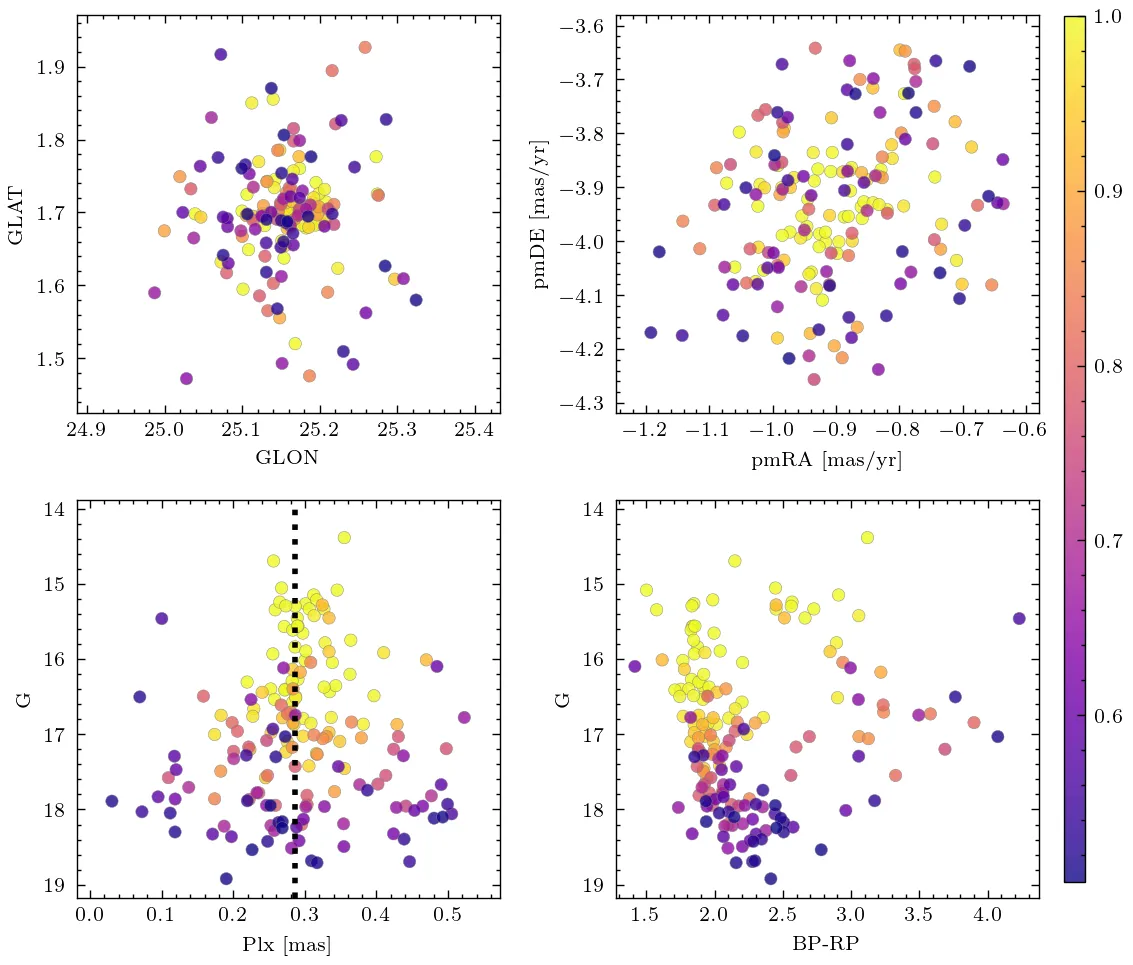 1.9
1.8
1.7
1.6
1.5
GLAT
24.9 25.0 25.1 25.2 25.3 25.4
GLON
−3.6
−3.7
−3.8
−3.9
−4.0
−4.1
−4.2
−4.3
pmDE [mas/yr]
−1.2 −1.1 −1.0 −0.9 −0.8 −0.7 −0.6
pmRA [mas/yr]
1.0
0.9
0.8
0.7
0.6
14
15
16
17
18
19
G
0.0 0.1 0.2 0.3 0.4 0.5
Plx [mas]
14
15
16
17
18
19
G
1.5 2.0 2.5 3.0 3.5 4.0
BP-RP